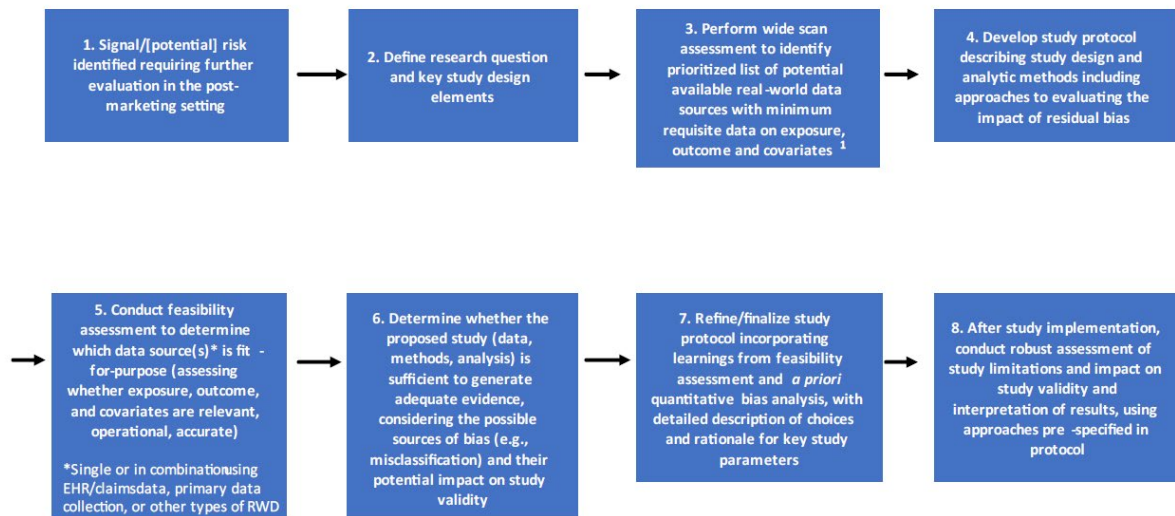 1. Signal/[potential] risk
identified requiring further
evaluation in the post-
marketing setting
2. Define research question
and key study design
elements
3. Perform wide scan
assessment to identify
prioritized list of potential
available real-world data
sources with minimum
requisite data on exposure,
outcome and covariates 1
4. Develop study protocol
describing study design and
analytic methods including
approaches to evaluating the
impact of residual bias
5. Conduct feasibility
assessment to determine
which data source(s)* is fit -
for-purpose (assessing
whether exposure, outcome,
and covariates are relevant,
operational, accurate)
*Single or in combination using
EHR/claims data, primary data
collection, or other types of RWD
6. Determine whether the
proposed study (data,
methods, analysis) is
sufficient to generate
adequate evidence,
considering the possible
sources of bias (e.g.,
misclassification) and their
potential impact on study
validity
7. Refine/finalize study
protocol incorporating
learnings from feasibility
assessment and a priori
quantitative bias analysis, with
detailed description of choices
and rationale for key study
parameters
8. After study implementation,
conduct robust assessment of
study limitations and impact on
study validity and
interpretation of results, using
approaches pre -specified in
protocol